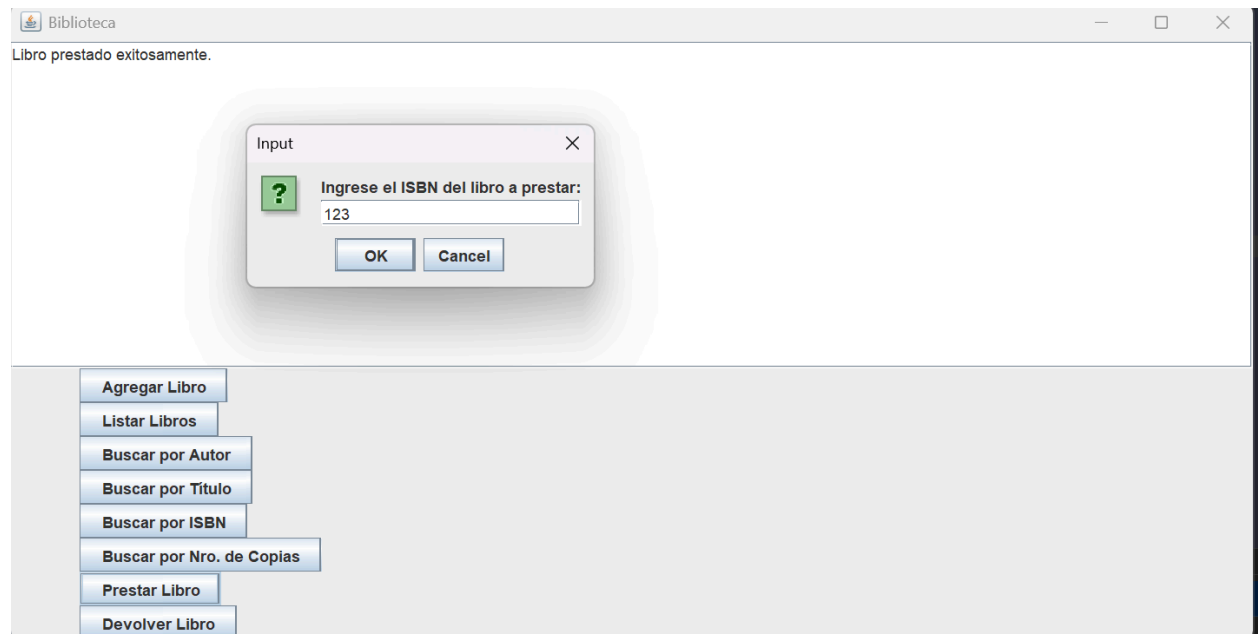 Biblioteca
Libro prestado exitosamente.
Input
?
Ingrese el ISBN del libro a prestar:
123
OK Cancel
Agregar Libro
Listar Libros
Buscar por Autor
Buscar por Título
Buscar por ISBN
Buscar por Nro. de Copias
Prestar Libro
Devolver Libro